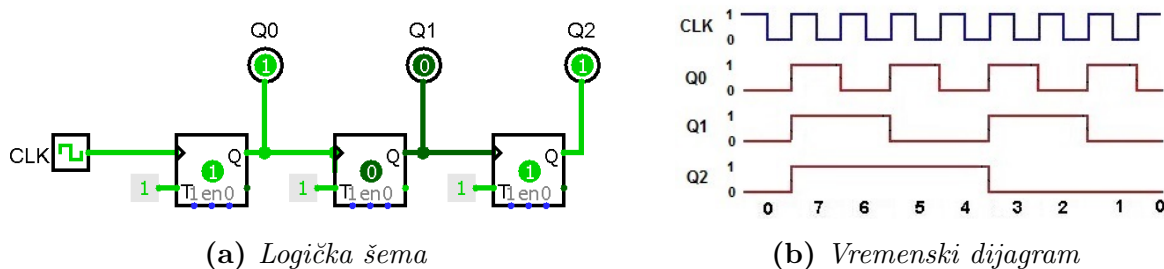 Q0 Q1 Q2
1 0 1
CLK
Q Q Q
1 0 1
1 T 1 T 1 T
1en0 1en0 1en0
(a) Logička šema
CLK 1
0
Q0 1
0
Q1 1
0
Q2 1
0
0 7 6 5 4 3 2 1 0
(b) Vremenski dijagram